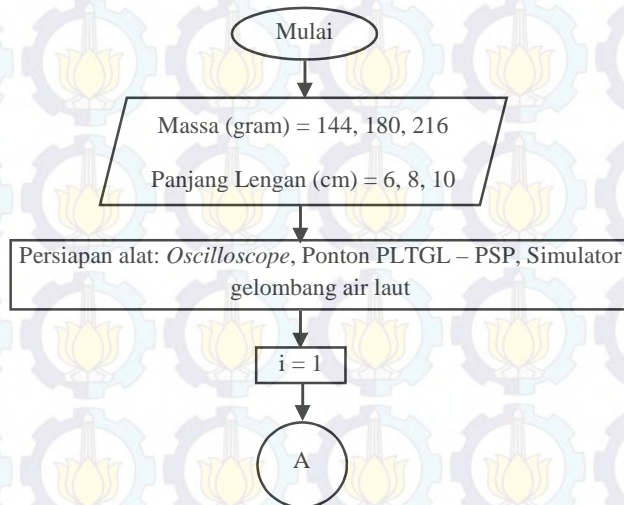 Mulai
Massa (gram) = 144, 180, 216
Panjang Lengan (cm) = 6, 8, 10
Persiapan alat: Oscilloscope, Ponton PLTGL – PSP, Simulator
gelombang air laut
i = 1
A